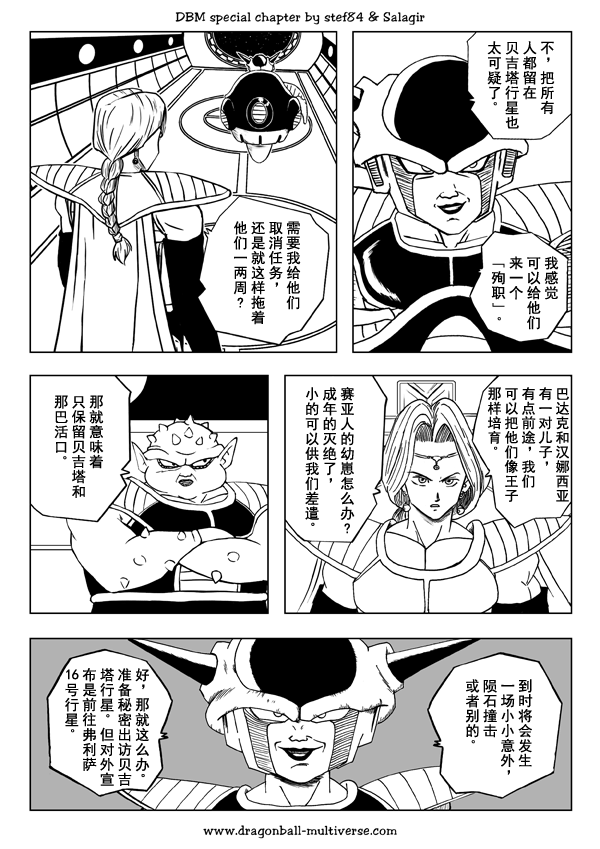 DBM special chapter by stef84 & Salagir
不，把所有
人都留在
贝吉塔行星也
太可疑了。
我感觉
可以给他们
来一个
「殉职」。
需要我给他们
取消任务，
还是就这样拖着
他们一两周？
巴达克和汉娜西亚
有一对儿子，
有点前途，我们
可以把他们像王子
那样培育。
赛亚人的幼崽怎么办？
成年的灭绝了，
小的可以供我们差遣。
那就意味着
只保留贝吉塔和
那巴活口。
到时将会发生
一场小小意外，
陨石撞击
或者别的。
好，那就这么办。
准备秘密出访贝吉
塔行星。但对外宣
布是前往弗利萨
16号行星。
www.dragonball-multiverse.com